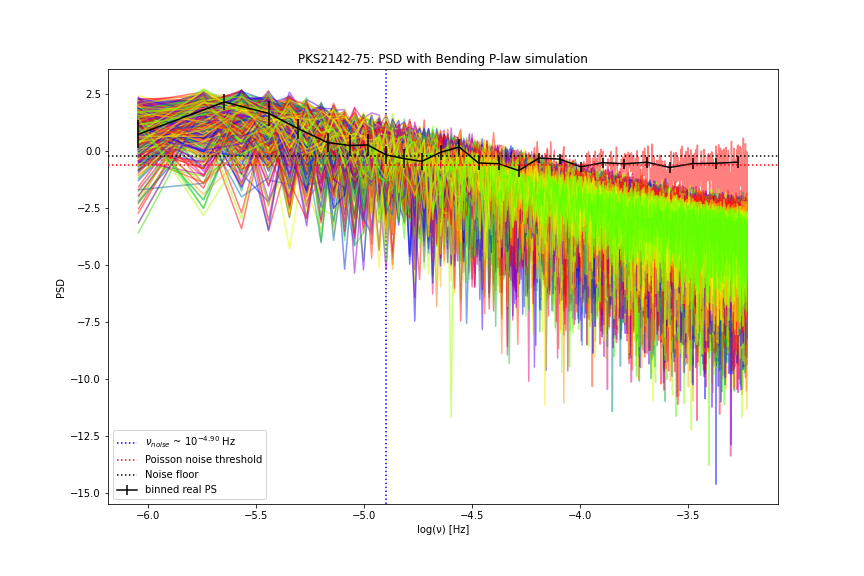 PKS2142-75: PSD with Bending P-law simulation
2.5
0.0
−2.5
−5.0
−7.5
−10.0
−12.5
−15.0
PSD
ν_noise ~ 10^−4.90 Hz
Poisson noise threshold
Noise floor
binned real PS
−6.0 −5.5 −5.0 −4.5 −4.0 −3.5
log(ν) [Hz]